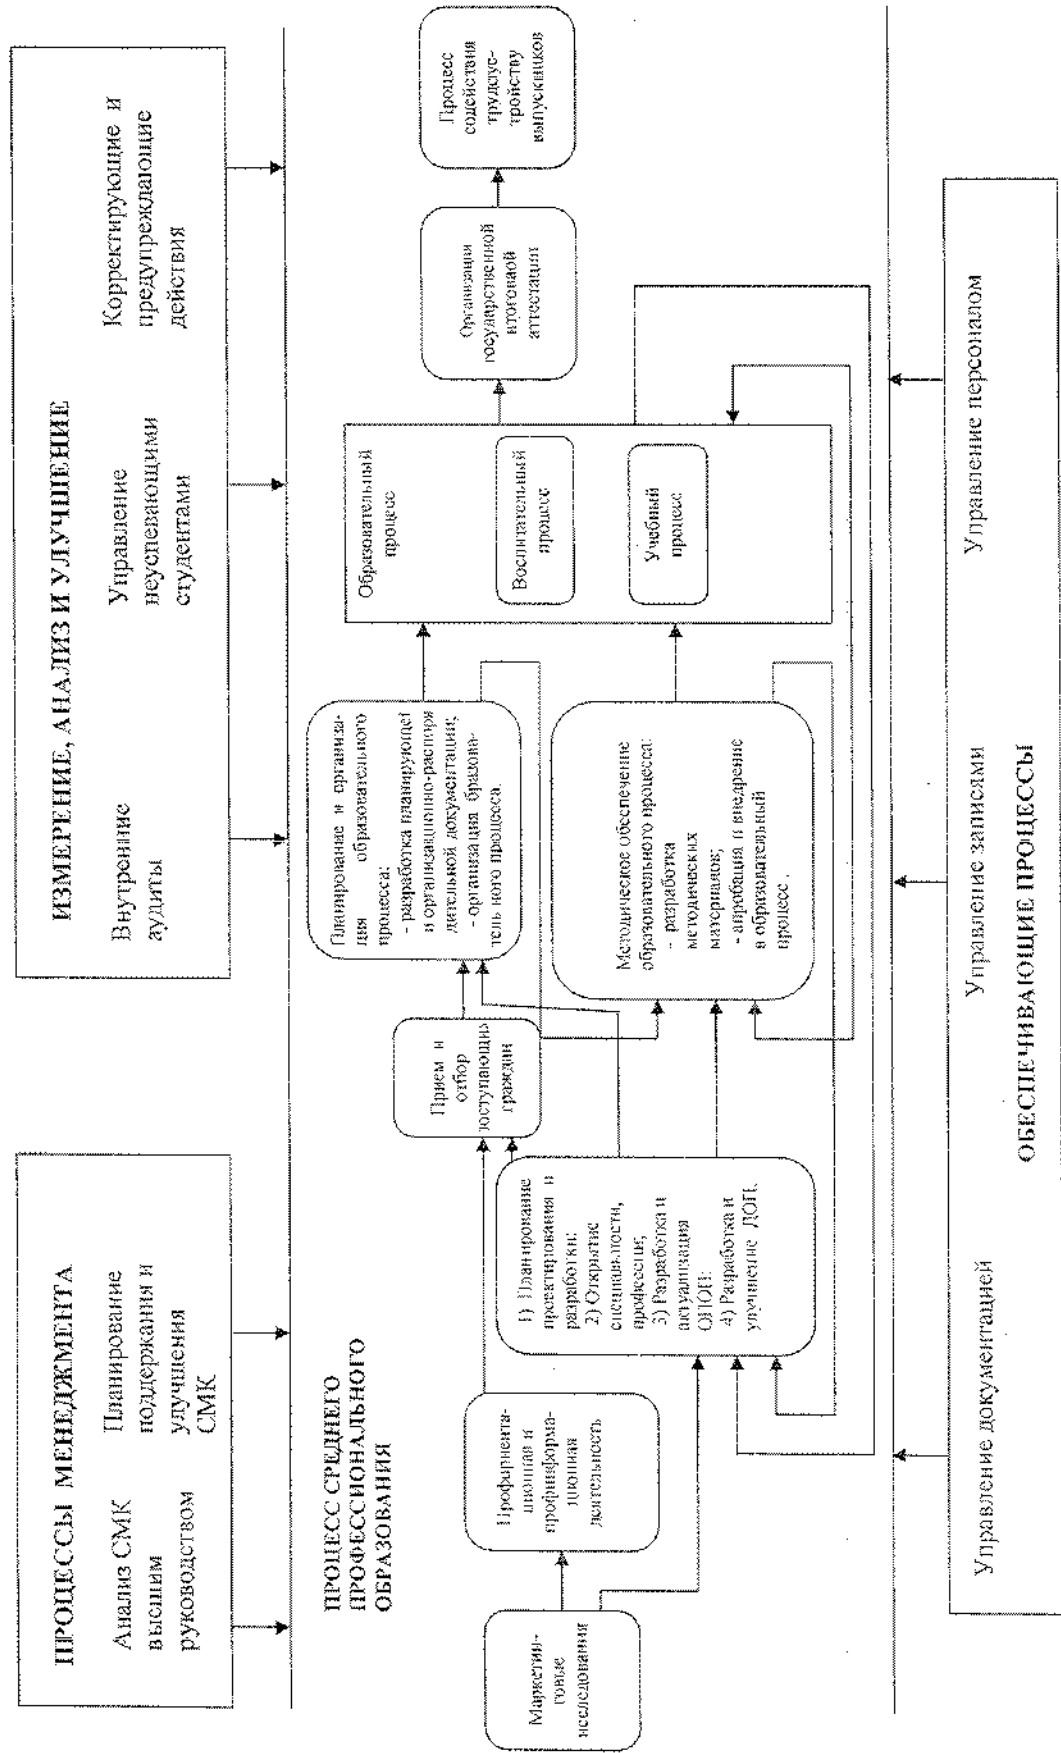 ПРОЦЕССЫ МЕНЕДЖМЕНТА
Анализ СМК
высшим
руководством
Планирование
поддержания и
улучшения
СМК
ИЗМЕРЕНИЕ, АНАЛИЗ И УЛУЧШЕНИЕ
Внутренние
аудиты
Управление
неуспевающими
студентами
Корректирующие и
предупреждающие
действия
ПРОЦЕСС СРЕДНЕГО
ПРОФЕССИОНАЛЬНОГО
ОБРАЗОВАНИЯ
Маркетин-
говые
исследования
Профориента-
ционная и
профинформа-
ционная
деятельность
1) Планирование
проектирования и
разработки;
2) Открытие
специальности,
профессии;
3) Разработка и
актуализация
ОПОП;
4) Разработка и
улучшение ДОП.
Прием и
отбор
поступающих
граждан
Планирование и организа-
ция образовательного
процесса:
- разработка планирующей
и организационно-распоря
дительной документации;
- организация бразова-
тель ного процесса.
Методическое обеспечение
образовательного процесса:
- разработка
методических
материалов;
- апробация и внедрение
в образовательный
процесс .
Образовательный
процесс
Воспитательный
процесс
Учебный
процесс
Организация
государственной
итоговой
аттестации
Процесс
содействия
трудоус-
тройству
выпускников
Управление документацией
Управление записями
Управление персоналом
ОБЕСПЕЧИВАЮЩИЕ ПРОЦЕССЫ